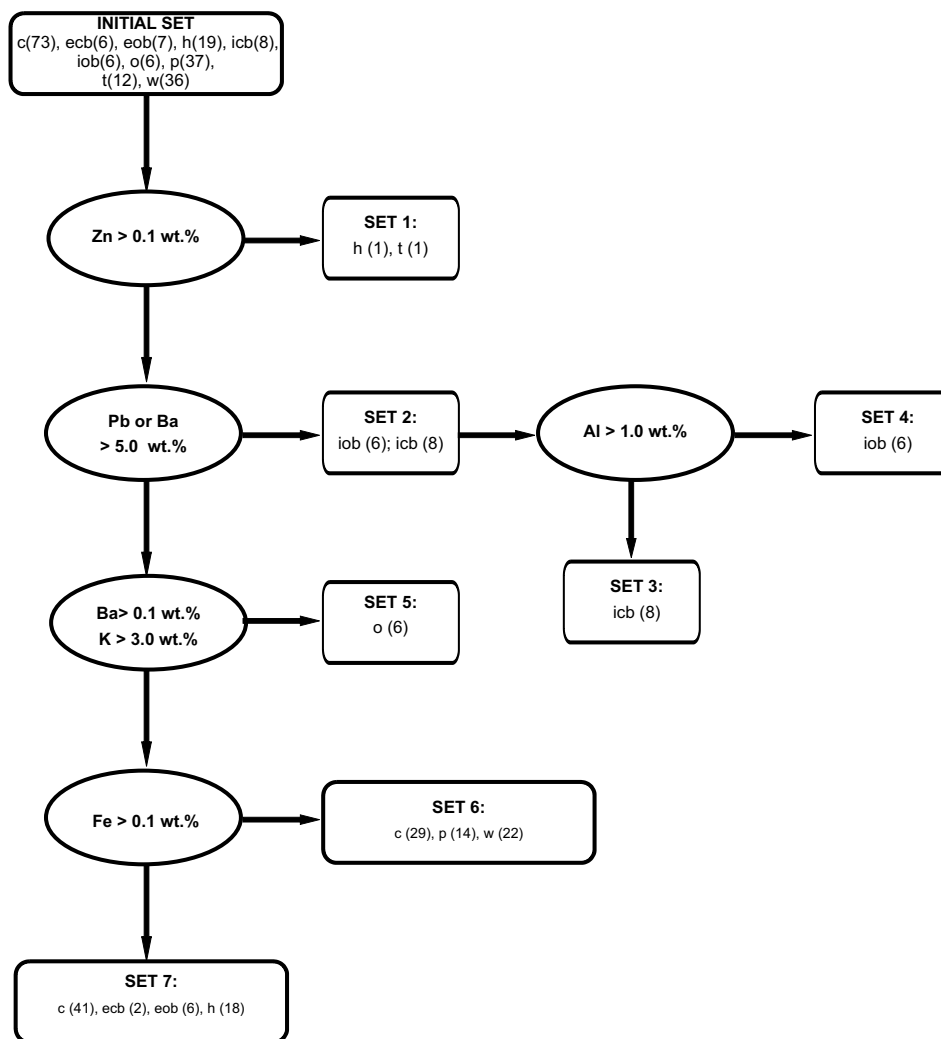 INITIAL SET
c(73), ecb(6), eob(7), h(19), icb(8),
iob(6), o(6), p(37),
t(12), w(36)
Zn > 0.1 wt.%
SET 1:
h (1), t (1)
Pb or Ba
> 5.0 wt.%
SET 2:
iob (6); icb (8)
Al > 1.0 wt.%
SET 4:
iob (6)
SET 3:
icb (8)
Ba> 0.1 wt.%
K > 3.0 wt.%
SET 5:
o (6)
Fe > 0.1 wt.%
SET 6:
c (29), p (14), w (22)
SET 7:
c (41), ecb (2), eob (6), h (18)